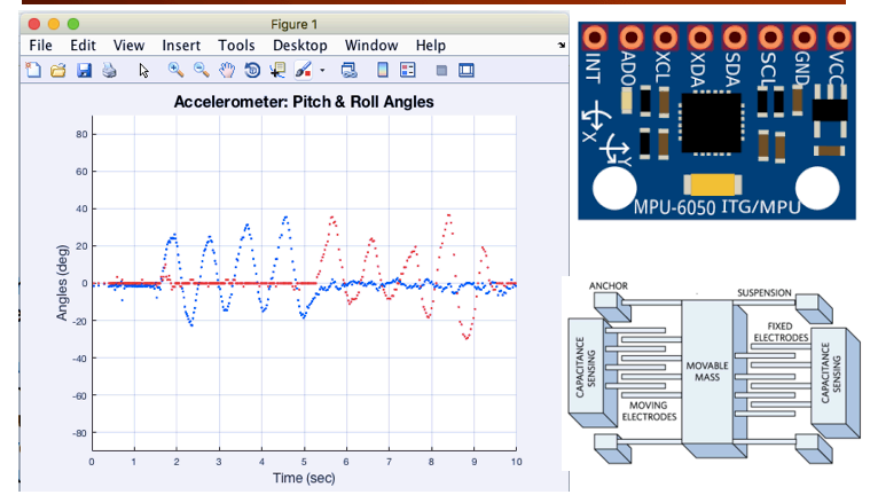 Figure 1
File Edit View Insert Tools Desktop Window Help
Accelerometer: Pitch & Roll Angles
80
60
40
20
0
-20
-40
-60
-80
Angles (deg)
0 1 2 3 4 5 6 7 8 9 10
Time (sec)
INT
ADO
XCL
XDA
SDA
SCL
GND
VCC
X
Y
MPU-6050 ITG/MPU
ANCHOR
SUSPENSION
FIXED
ELECTRODES
CAPACITANCE
SENSING
MOVABLE
MASS
CAPACITANCE
SENSING
MOVING
ELECTRODES